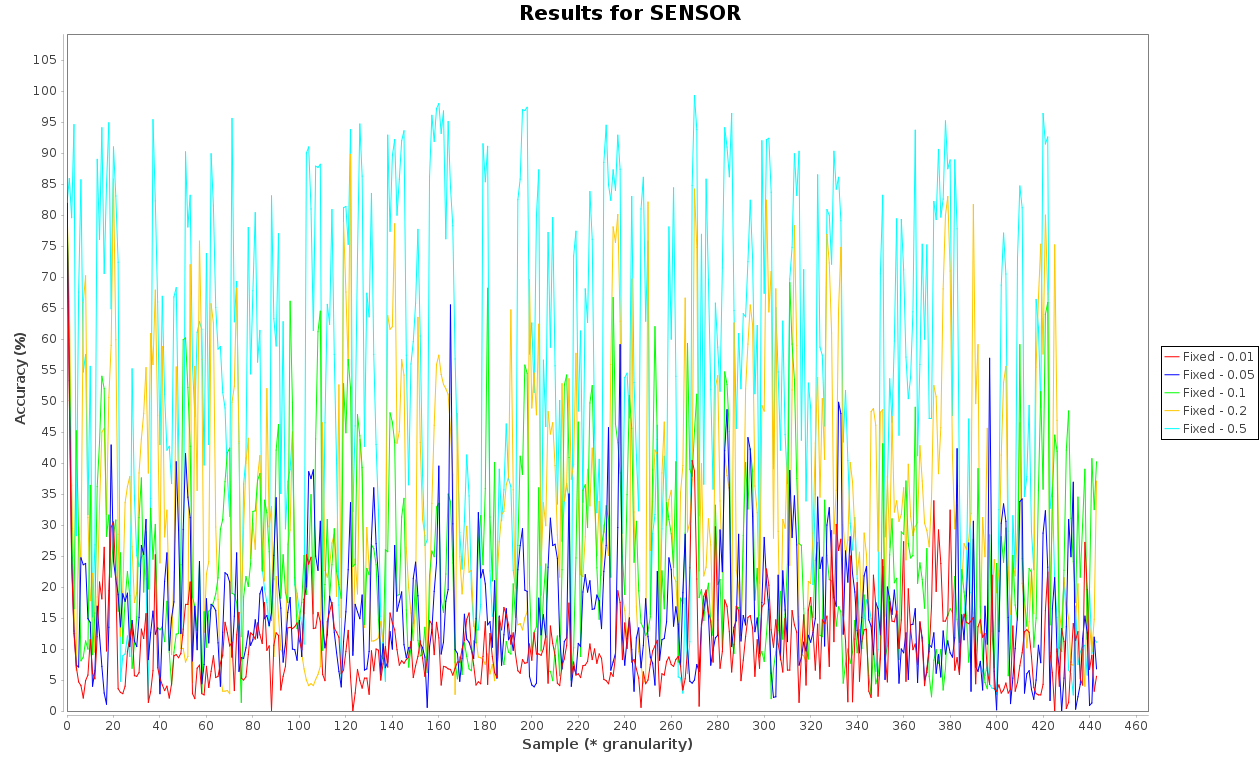 Results for SENSOR
Accuracy (%)
105
100
95
90
85
80
75
70
65
60
55
50
45
40
35
30
25
20
15
10
5
0
0 20 40 60 80 100 120 140 160 180 200 220 240 260 280 300 320 340 360 380 400 420 440 460
Sample (* granularity)
Fixed - 0.01
Fixed - 0.05
Fixed - 0.1
Fixed - 0.2
Fixed - 0.5